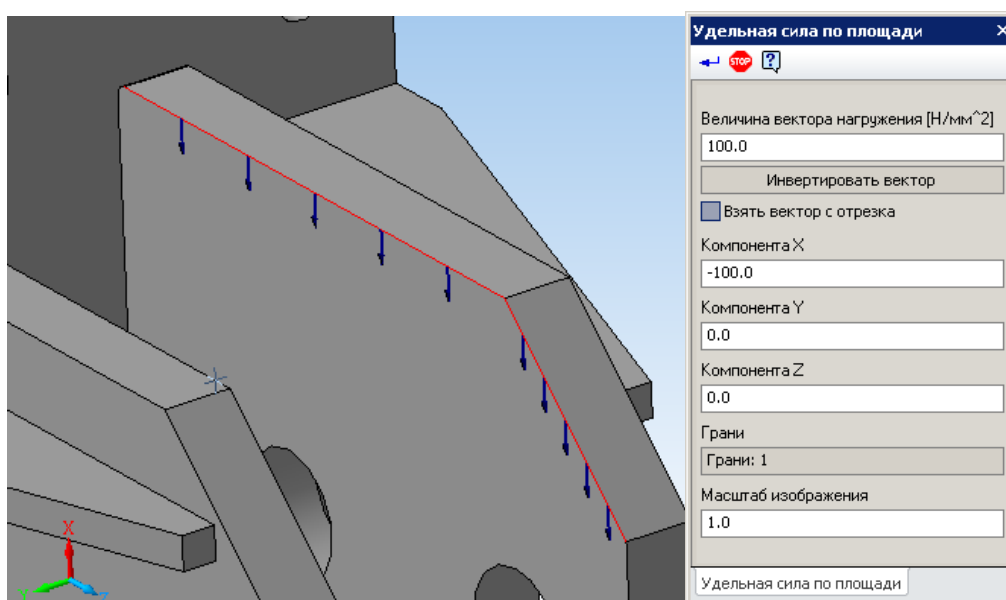 Удельная сила по площади
STOP
?
Величина вектора нагружения [Н/мм^2]
100.0
Инвертировать вектор
Взять вектор с отрезка
Компонента X
-100.0
Компонента Y
0.0
Компонента Z
0.0
Грани
Грани: 1
Масштаб изображения
1.0
Удельная сила по площади
X
Y
Z